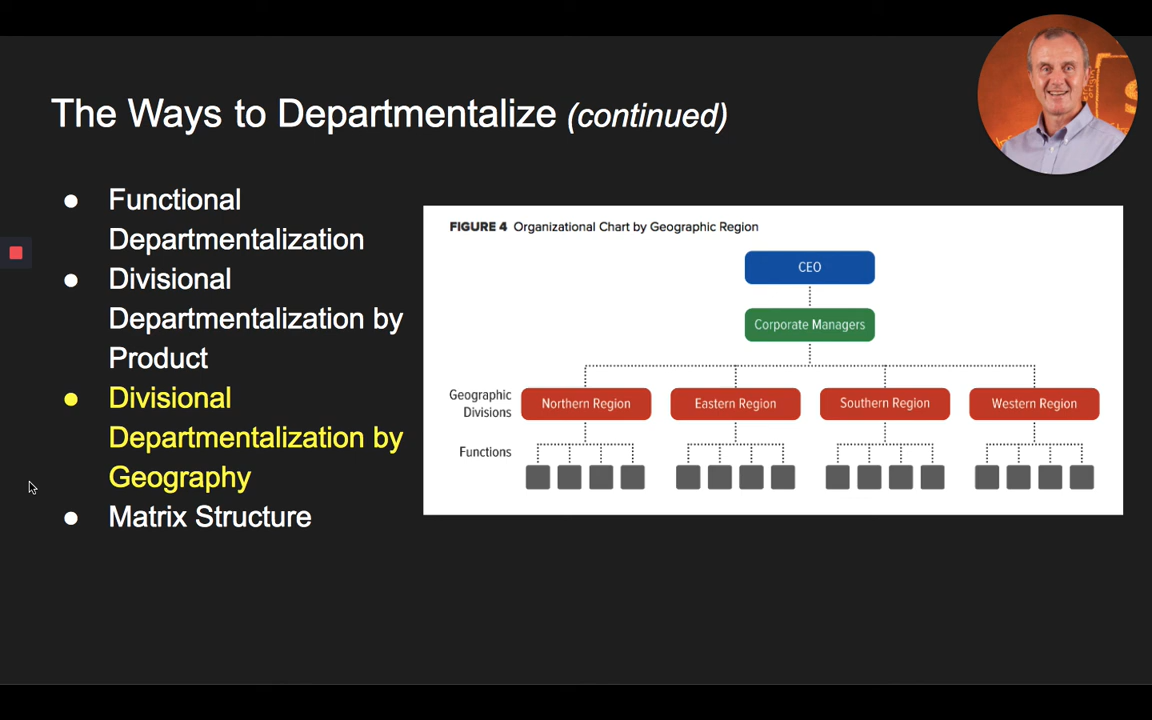 The Ways to Departmentalize (continued)
● Functional
Departmentalization
● Divisional
Departmentalization by
Product
● Divisional
Departmentalization by
Geography
● Matrix Structure
FIGURE 4 Organizational Chart by Geographic Region
CEO
Corporate Managers
Geographic
Divisions
Northern Region
Eastern Region
Southern Region
Western Region
Functions